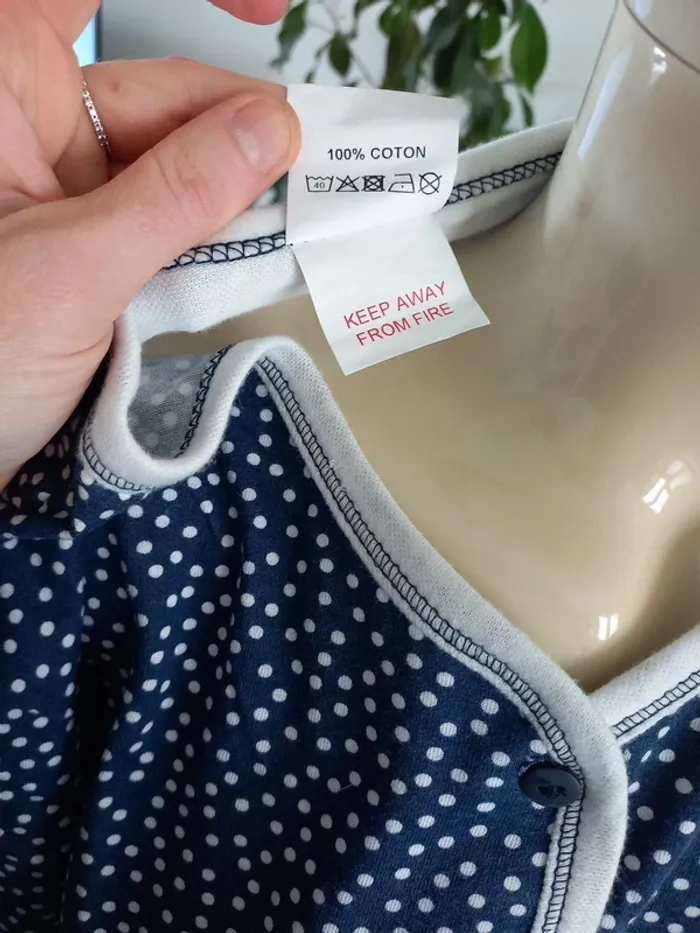 100% COTON
40
KEEP AWAY
FROM FIRE